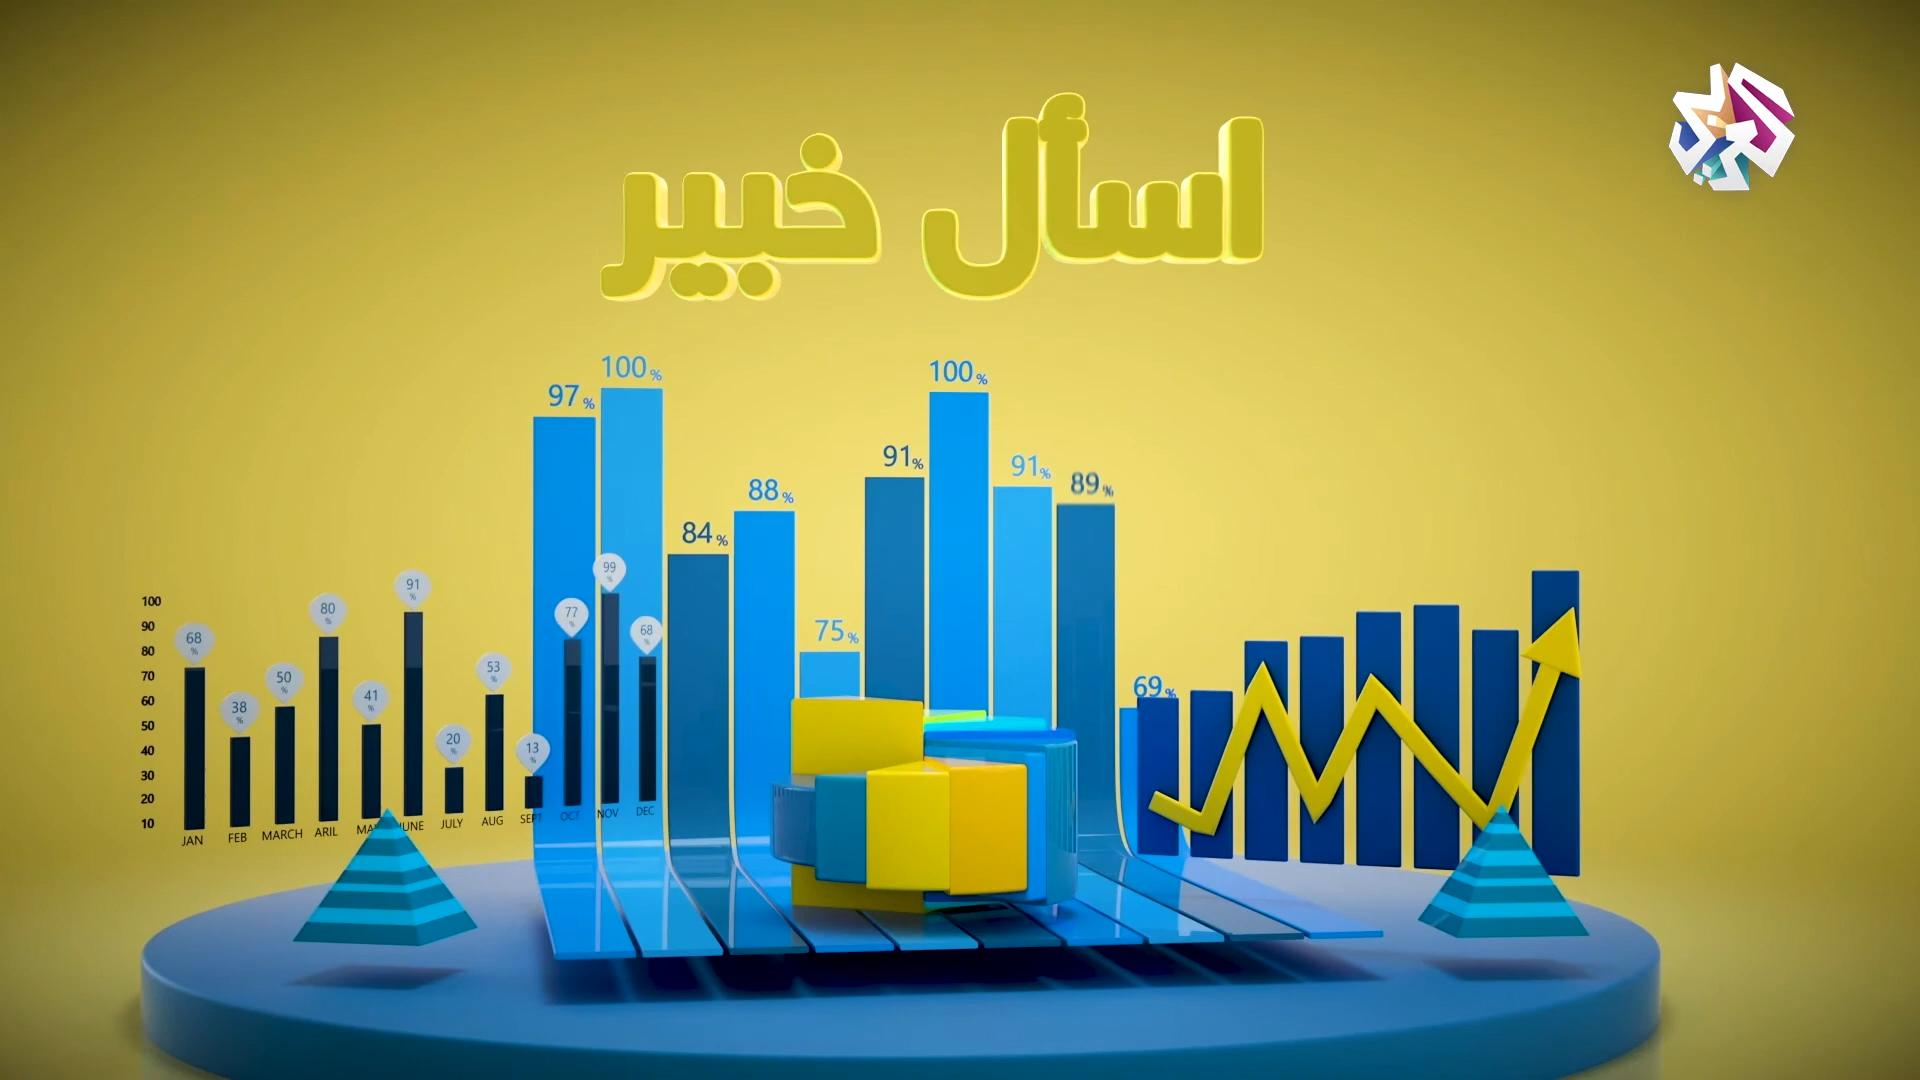 اسأل خبير
100%
97%
100%
91%
91%
89%
88%
84%
75%
69%
100
90
80
70
60
50
40
30
20
10
68%
38%
50%
80%
41%
91%
20%
53%
13%
77%
99%
68%
JAN
FEB
MARCH
ARIL
JUNE
JULY
AUG
SEPT
OCT
NOV
DEC